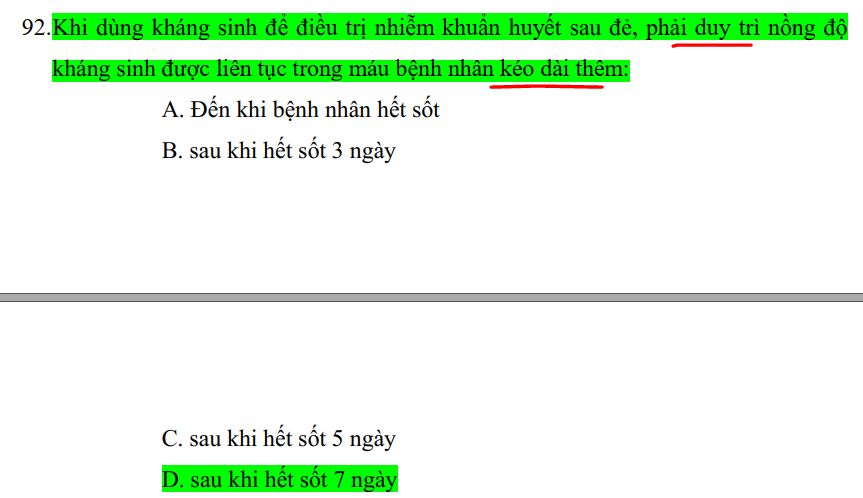 92.Khi dùng kháng sinh để điều trị nhiễm khuẩn huyết sau đẻ, phải duy trì nồng độ
kháng sinh được liên tục trong máu bệnh nhân kéo dài thêm:
A. Đến khi bệnh nhân hết sốt
B. sau khi hết sốt 3 ngày
C. sau khi hết sốt 5 ngày
D. sau khi hết sốt 7 ngày